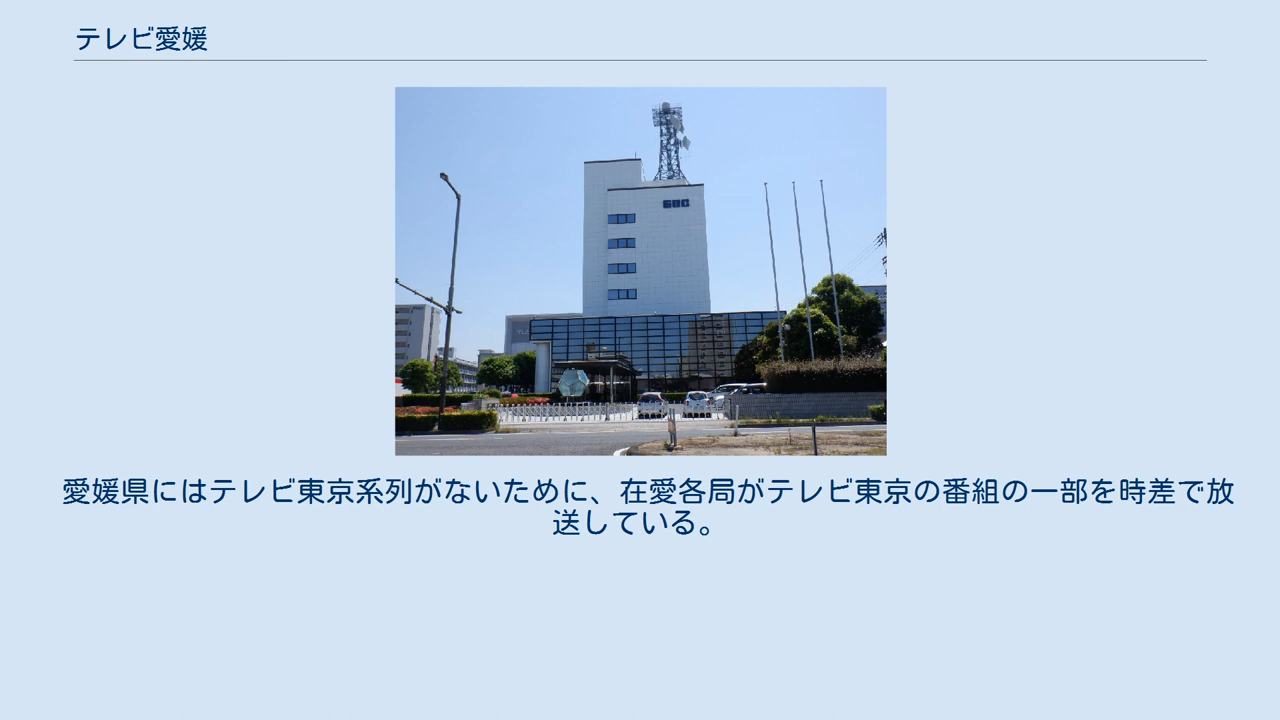 テレビ愛媛
EBC
愛媛県にはテレビ東京系列がないために、在愛各局がテレビ東京の番組の一部を時差で放
送している。